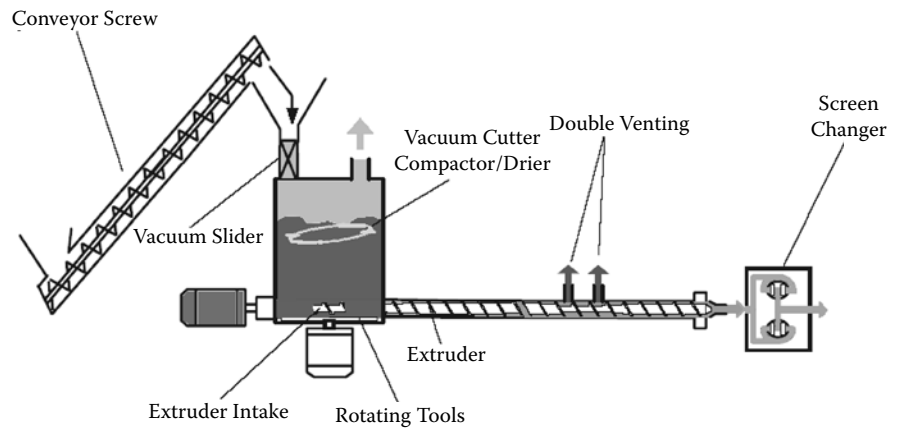 Conveyor Screw
Screen
Changer
Double Venting
Vacuum Cutter
Compactor/Drier
Vacuum Slider
Extruder
Extruder Intake
Rotating Tools